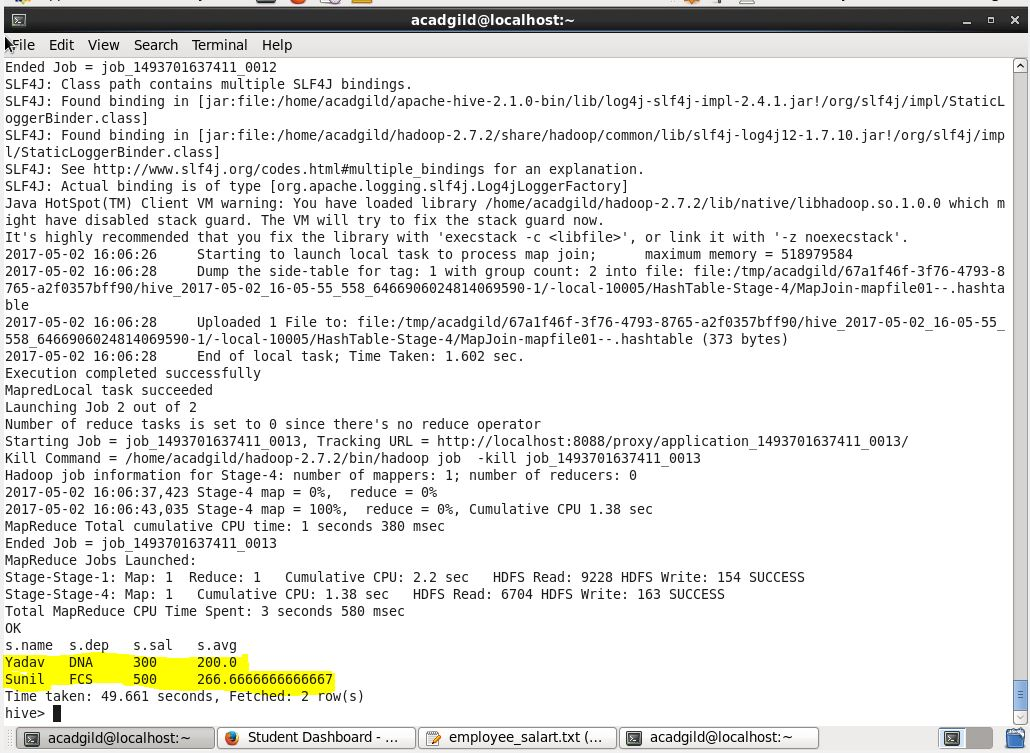 acadgild@localhost:~
File Edit View Search Terminal Help
Ended Job = job_1493701637411_0012
SLF4J: Class path contains multiple SLF4J bindings.
SLF4J: Found binding in [jar:file:/home/acadgild/apache-hive-2.1.0-bin/lib/log4j-slf4j-impl-2.4.1.jar!/org/slf4j/impl/StaticL
oggerBinder.class]
SLF4J: Found binding in [jar:file:/home/acadgild/hadoop-2.7.2/share/hadoop/common/lib/slf4j-log4j12-1.7.10.jar!/org/slf4j/imp
l/StaticLoggerBinder.class]
SLF4J: See http://www.slf4j.org/codes.html#multiple_bindings for an explanation.
SLF4J: Actual binding is of type [org.apache.logging.slf4j.Log4jLoggerFactory]
Java HotSpot(TM) Client VM warning: You have loaded library /home/acadgild/hadoop-2.7.2/lib/native/libhadoop.so.1.0.0 which m
ight have disabled stack guard. The VM will try to fix the stack guard now.
It's highly recommended that you fix the library with 'execstack -c <libfile>', or link it with '-z noexecstack'.
2017-05-02 16:06:26     Starting to launch local task to process map join;      maximum memory = 518979584
2017-05-02 16:06:28     Dump the side-table for tag: 1 with group count: 2 into file: file:/tmp/acadgild/67a1f46f-3f76-4793-8
765-a2f0357bff90/hive_2017-05-02_16-05-55_558_6466906024814069590-1/-local-10005/HashTable-Stage-4/MapJoin-mapfile01--.hashta
ble
2017-05-02 16:06:28     Uploaded 1 File to: file:/tmp/acadgild/67a1f46f-3f76-4793-8765-a2f0357bff90/hive_2017-05-02_16-05-55_
558_6466906024814069590-1/-local-10005/HashTable-Stage-4/MapJoin-mapfile01--.hashtable (373 bytes)
2017-05-02 16:06:28     End of local task; Time Taken: 1.602 sec.
Execution completed successfully
MapredLocal task succeeded
Launching Job 2 out of 2
Number of reduce tasks is set to 0 since there's no reduce operator
Starting Job = job_1493701637411_0013, Tracking URL = http://localhost:8088/proxy/application_1493701637411_0013/
Kill Command = /home/acadgild/hadoop-2.7.2/bin/hadoop job  -kill job_1493701637411_0013
Hadoop job information for Stage-4: number of mappers: 1; number of reducers: 0
2017-05-02 16:06:37,423 Stage-4 map = 0%,  reduce = 0%
2017-05-02 16:06:43,035 Stage-4 map = 100%,  reduce = 0%, Cumulative CPU 1.38 sec
MapReduce Total cumulative CPU time: 1 seconds 380 msec
Ended Job = job_1493701637411_0013
MapReduce Jobs Launched:
Stage-Stage-1: Map: 1  Reduce: 1   Cumulative CPU: 2.2 sec   HDFS Read: 9228 HDFS Write: 154 SUCCESS
Stage-Stage-4: Map: 1   Cumulative CPU: 1.38 sec   HDFS Read: 6704 HDFS Write: 163 SUCCESS
Total MapReduce CPU Time Spent: 3 seconds 580 msec
OK
s.name  s.dep   s.sal   s.avg
Yadav   DNA     300     200.0
Sunil   FCS     500     266.6666666666667
Time taken: 49.661 seconds, Fetched: 2 row(s)
hive>
acadgild@localhost:~ Student Dashboard - ... employee_salart.txt (... acadgild@localhost:~